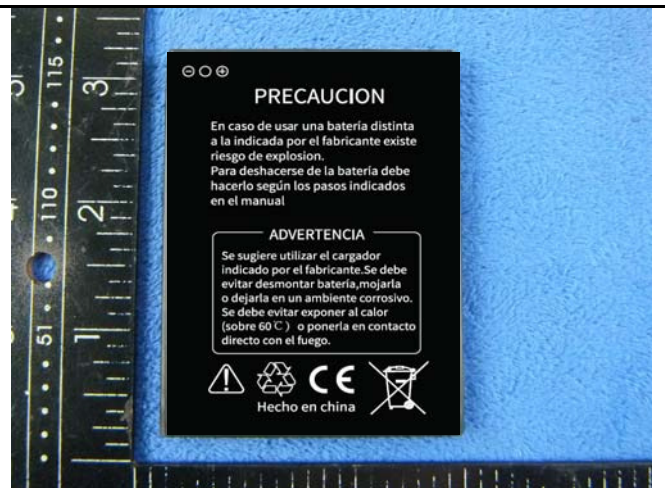 115
3
110
2
51
1
⊖○⊕
PRECAUCION
En caso de usar una batería distinta
a la indicada por el fabricante existe
riesgo de explosion.
Para deshacerse de la batería debe
hacerlo según los pasos indicados
en el manual
ADVERTENCIA
Se sugiere utilizar el cargador
indicado por el fabricante.Se debe
evitar desmontar batería,mojarla
o dejarla en un ambiente corrosivo.
Se debe evitar exponer al calor
(sobre 60℃) o ponerla en contacto
directo con el fuego.
CE
Hecho en china